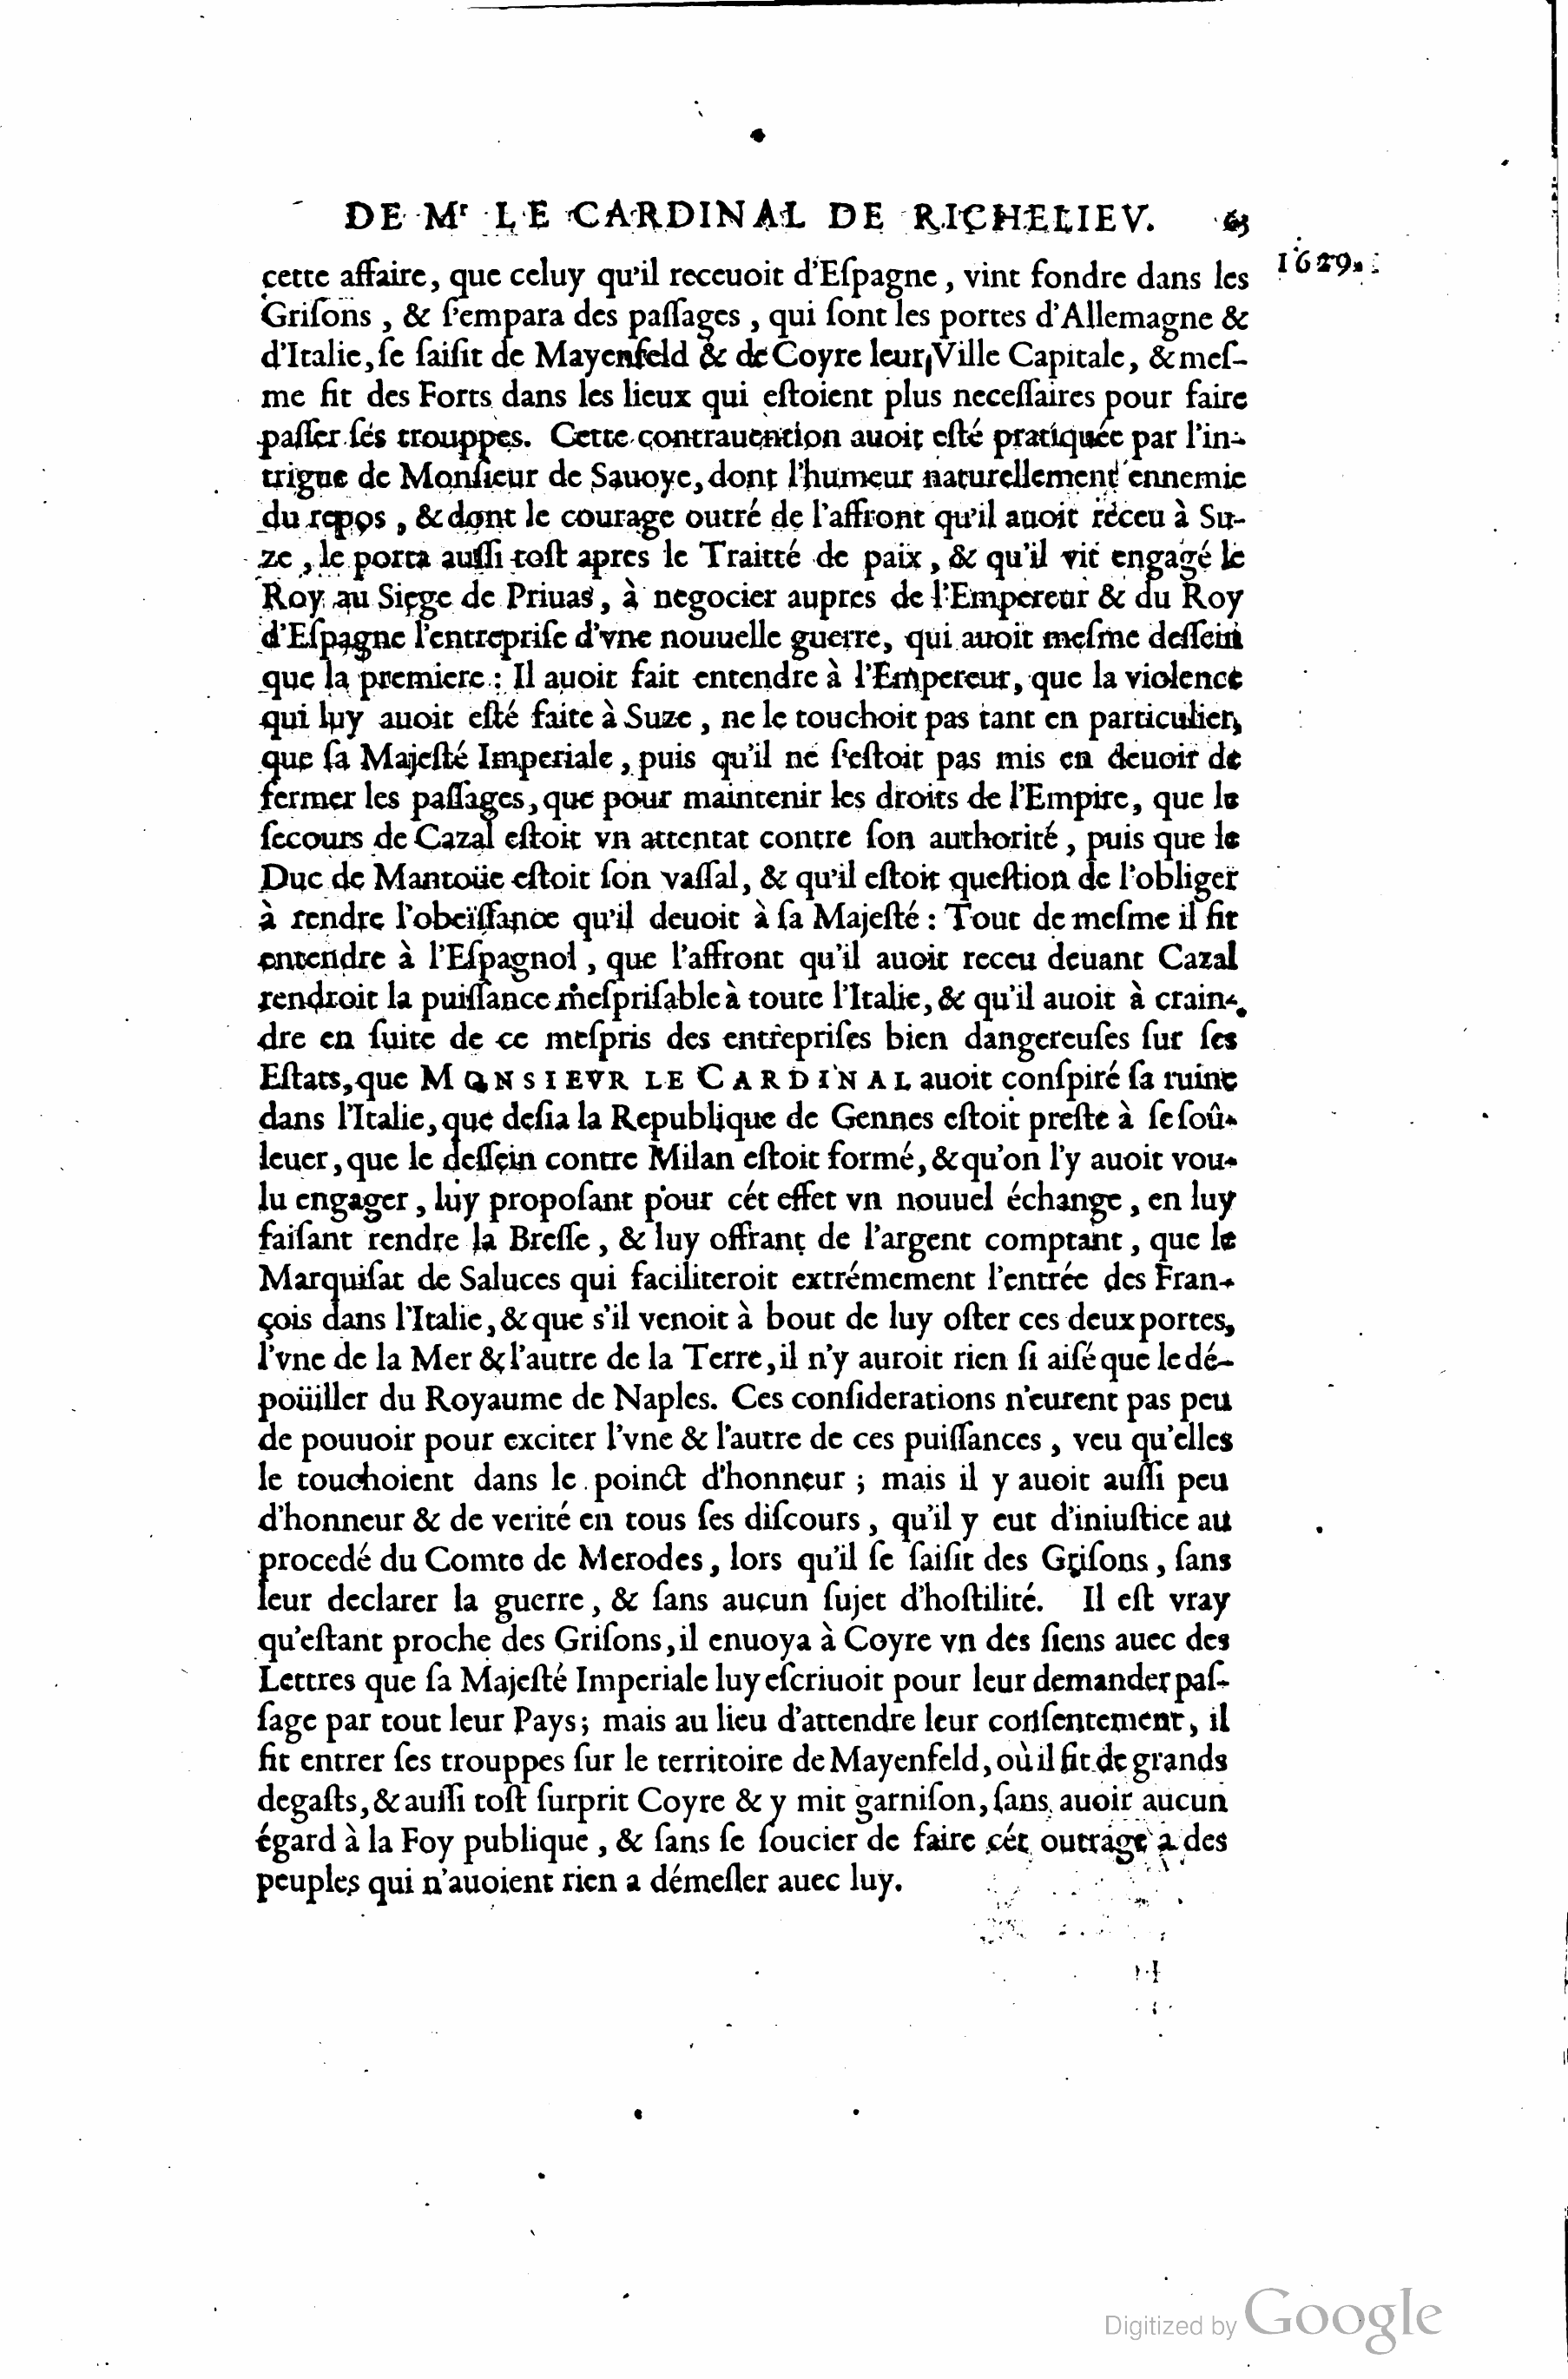 DE Mr LE CARDINAL DE RICHELIEV. 63
1629.
cette affaire, que celuy qu'il receuoit d'Eſpagne, vint fondre dans les
Griſons, & ſ'empara des paſſages, qui ſont les portes d'Allemagne &
d'Italie, ſe ſaiſit de Mayenfeld & de Coyre leur Ville Capitale, & meſ-
me fit des Forts dans les lieux qui eſtoient plus neceſſaires pour faire
paſſer ſes trouppes. Cette contrauention auoit eſté pratiquée par l'in-
trigue de Monſieur de Sauoye, dont l'humeur naturellement ennemie
du repos, & dont le courage outré de l'affront qu'il auoit receu à Su-
ze, le porta auſſi toſt apres le Traitté de paix, & qu'il vit engagé le
Roy au Siege de Priuas, à negocier aupres de l'Empereur & du Roy
d'Eſpagne l'entrepriſe d'vne nouuelle guerre, qui auoit meſme deſſein
que la premiere : Il auoit fait entendre à l'Empereur, que la violence
qui luy auoit eſté faite à Suze, ne le touchoit pas tant en particulier,
que ſa Majeſté Imperiale, puis qu'il ne ſ'eſtoit pas mis en deuoir de
fermer les paſſages, que pour maintenir les droits de l'Empire, que le
ſecours de Cazal eſtoit vn attentat contre ſon authorité, puis que le
Duc de Mantoüe eſtoit ſon vaſſal, & qu'il eſtoit queſtion de l'obliger
à rendre l'obeïſſance qu'il deuoit à ſa Majeſté : Tout de meſme il fit
entendre à l'Eſpagnol, que l'affront qu'il auoit receu deuant Cazal
rendroit la puiſſance meſpriſable à toute l'Italie, & qu'il auoit à crain-
dre en ſuite de ce meſpris des entrepriſes bien dangereuſes ſur ſes
Eſtats, que MONSIEVR LE CARDINAL auoit conſpiré ſa ruine
dans l'Italie, que deſia la Republique de Gennes eſtoit preſte à ſe ſoû-
leuer, que le deſſein contre Milan eſtoit formé, & qu'on l'y auoit vou-
lu engager, luy propoſant pour cét effet vn nouuel échange, en luy
faiſant rendre la Breſſe, & luy offrant de l'argent comptant, que le
Marquiſat de Saluces qui faciliteroit extrémement l'entrée des Fran-
çois dans l'Italie, & que s'il venoit à bout de luy oſter ces deux portes,
l'vne de la Mer & l'autre de la Terre, il n'y auroit rien ſi aiſé que le dé-
poüiller du Royaume de Naples. Ces conſiderations n'eurent pas peu
de pouuoir pour exciter l'vne & l'autre de ces puiſſances, veu qu'elles
le touchoient dans le poinct d'honneur ; mais il y auoit auſſi peu
d'honneur & de verité en tous ſes diſcours, qu'il y eut d'iniuſtice au
procedé du Comte de Merodes, lors qu'il ſe ſaiſit des Griſons, ſans
leur declarer la guerre, & ſans aucun ſujet d'hoſtilité. Il eſt vray
qu'eſtant proche des Griſons, il enuoya à Coyre vn des ſiens auec des
Lettres que ſa Majeſté Imperiale luy eſcriuoit pour leur demander paſ-
ſage par tout leur Pays ; mais au lieu d'attendre leur conſentement, il
fit entrer ſes trouppes ſur le territoire de Mayenfeld, où il fit de grands
degaſts, & auſſi toſt ſurprit Coyre & y mit garniſon, ſans auoir aucun
égard à la Foy publique, & ſans ſe ſoucier de faire cét outrage a des
peuples qui n'auoient rien a démeſler auec luy.
Digitized by Google